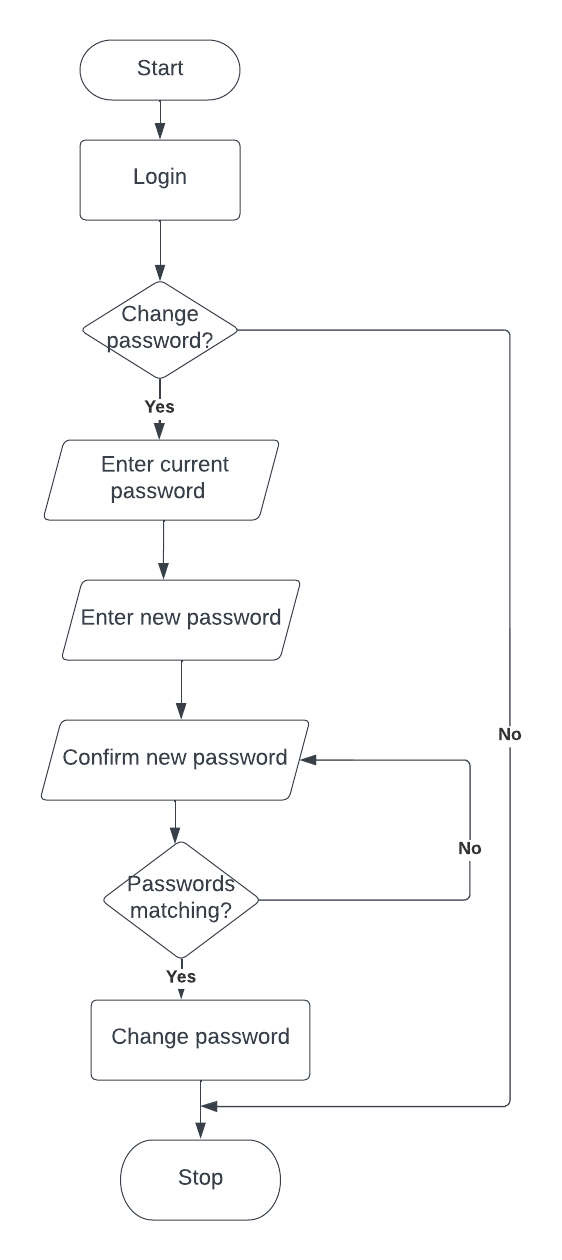 Start
Login
Change
password?
Yes
Enter current
password
Enter new password
No
Confirm new password
No
Passwords
matching?
Yes
Change password
Stop